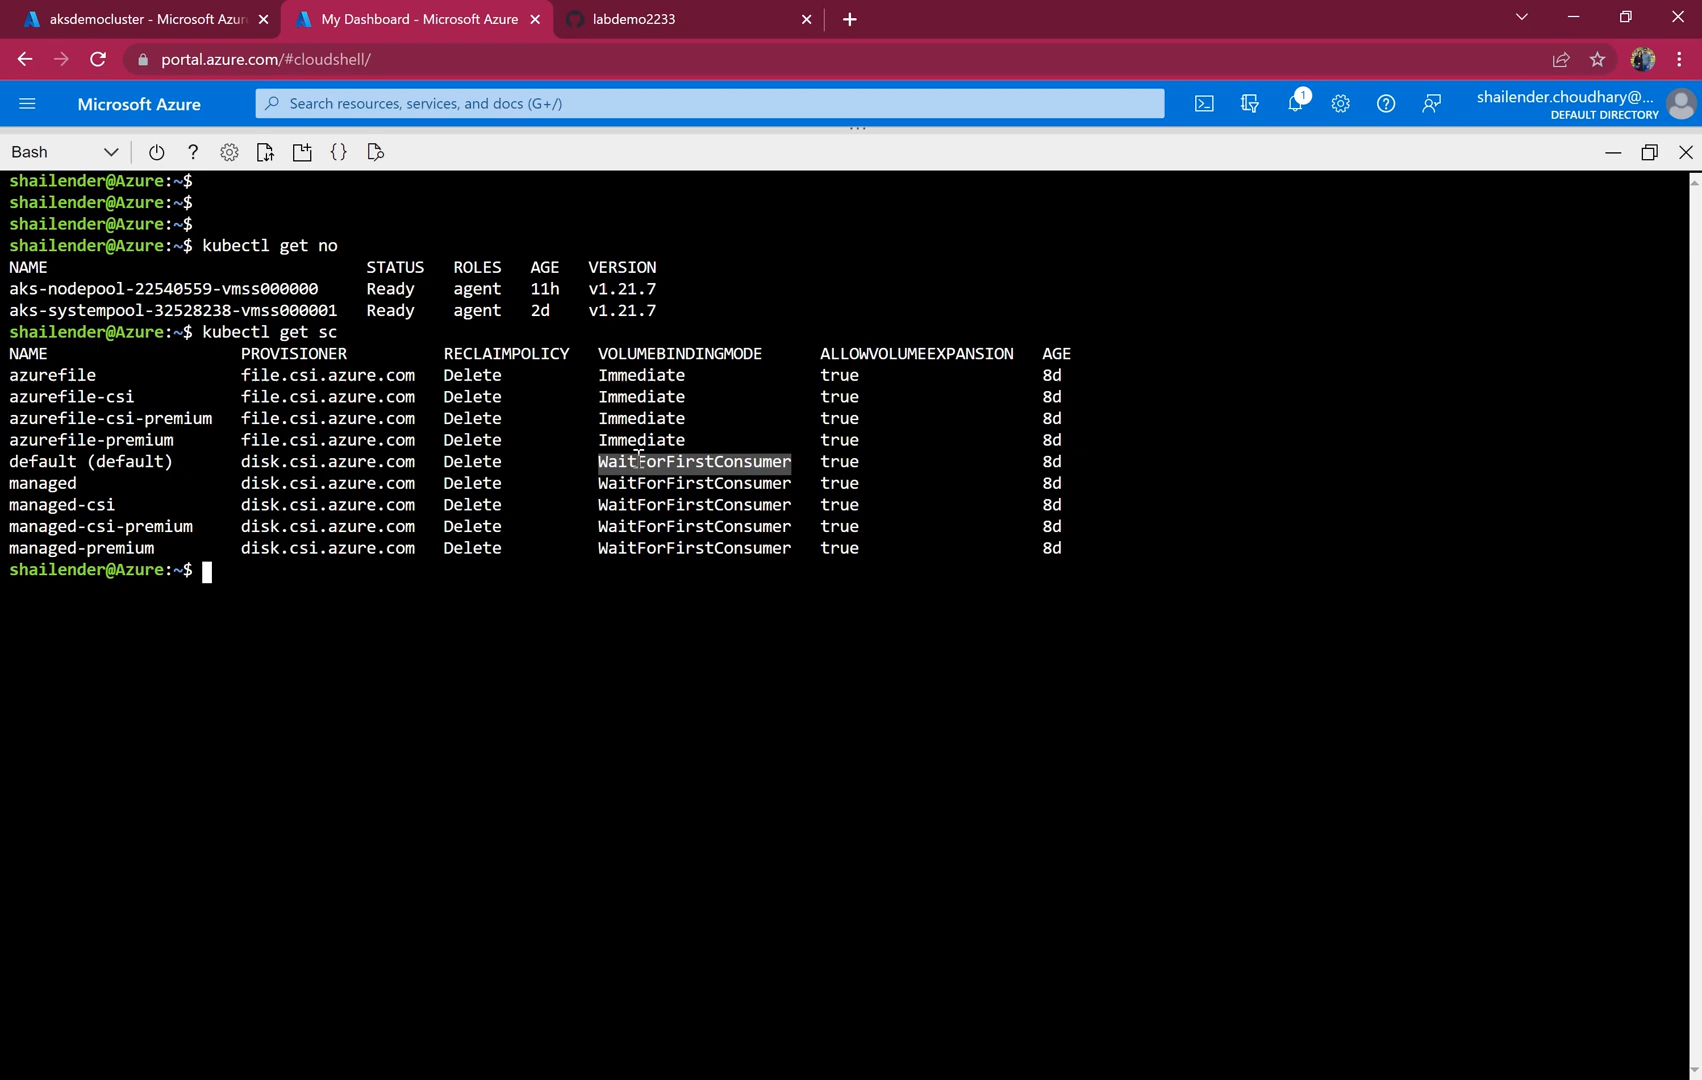 aksdemocluster - Microsoft Azu
My Dashboard - Microsoft Azure
labdemo2233
portal.azure.com/#cloudshell/
Microsoft Azure
Search resources, services, and docs (G+/)
1
shailender.choudhary@...
DEFAULT DIRECTORY
Bash
shailender@Azure:~$
shailender@Azure:~$
shailender@Azure:~$
shailender@Azure:~$ kubectl get no
NAME STATUS ROLES AGE VERSION
aks-nodepool-22540559-vmss000000 Ready agent 11h v1.21.7
aks-systempool-32528238-vmss000001 Ready agent 2d v1.21.7
shailender@Azure:~$ kubectl get sc
NAME PROVISIONER RECLAIMPOLICY VOLUMEBINDINGMODE ALLOWVOLUMEEXPANSION AGE
azurefile file.csi.azure.com Delete Immediate true 8d
azurefile-csi file.csi.azure.com Delete Immediate true 8d
azurefile-csi-premium file.csi.azure.com Delete Immediate true 8d
azurefile-premium file.csi.azure.com Delete Immediate true 8d
default (default) disk.csi.azure.com Delete WaitForFirstConsumer true 8d
managed disk.csi.azure.com Delete WaitForFirstConsumer true 8d
managed-csi disk.csi.azure.com Delete WaitForFirstConsumer true 8d
managed-csi-premium disk.csi.azure.com Delete WaitForFirstConsumer true 8d
managed-premium disk.csi.azure.com Delete WaitForFirstConsumer true 8d
shailender@Azure:~$